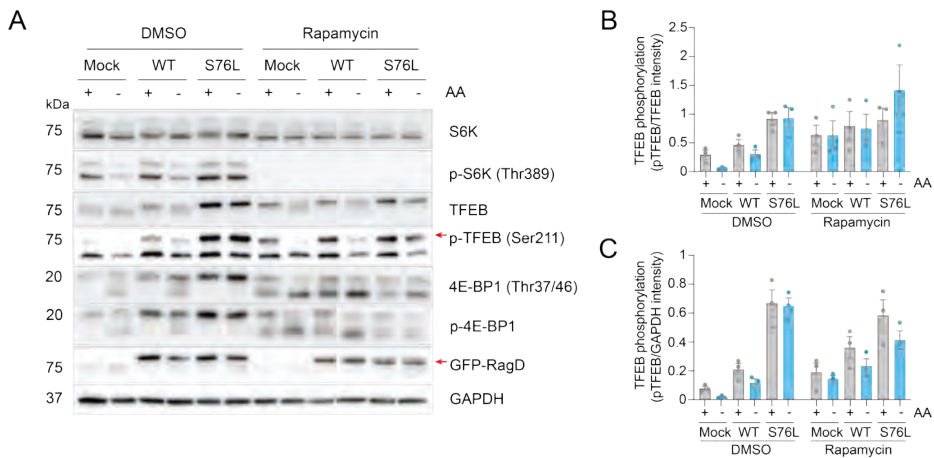 A
DMSO Rapamycin
Mock WT S76L Mock WT S76L
+ - + - + - + - + - + - AA
kDa
75 S6K
75 p-S6K (Thr389)
75 TFEB
75 p-TFEB (Ser211)
20 4E-BP1 (Thr37/46)
20 p-4E-BP1
75 GFP-RagD
37 GAPDH
B
TFEB phosphorylation
(pTFEB/TFEB intensity)
2.5
2
1.5
1
0.5
0
+ - + - + - + - + - + - AA
Mock WT S76L Mock WT S76L
DMSO Rapamycin
C
TFEB phosphorylation
(pTFEB/GAPDH intensity)
1
0.8
0.6
0.4
0.2
0
+ - + - + - + - + - + - AA
Mock WT S76L Mock WT S76L
DMSO Rapamycin